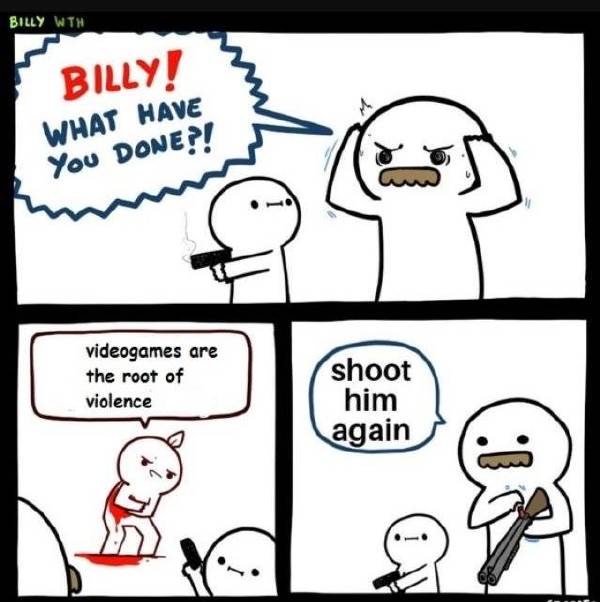 BILLY WTH
BILLY!
WHAT HAVE
YOU DONE?!
videogames are
the root of
violence
shoot
him
again